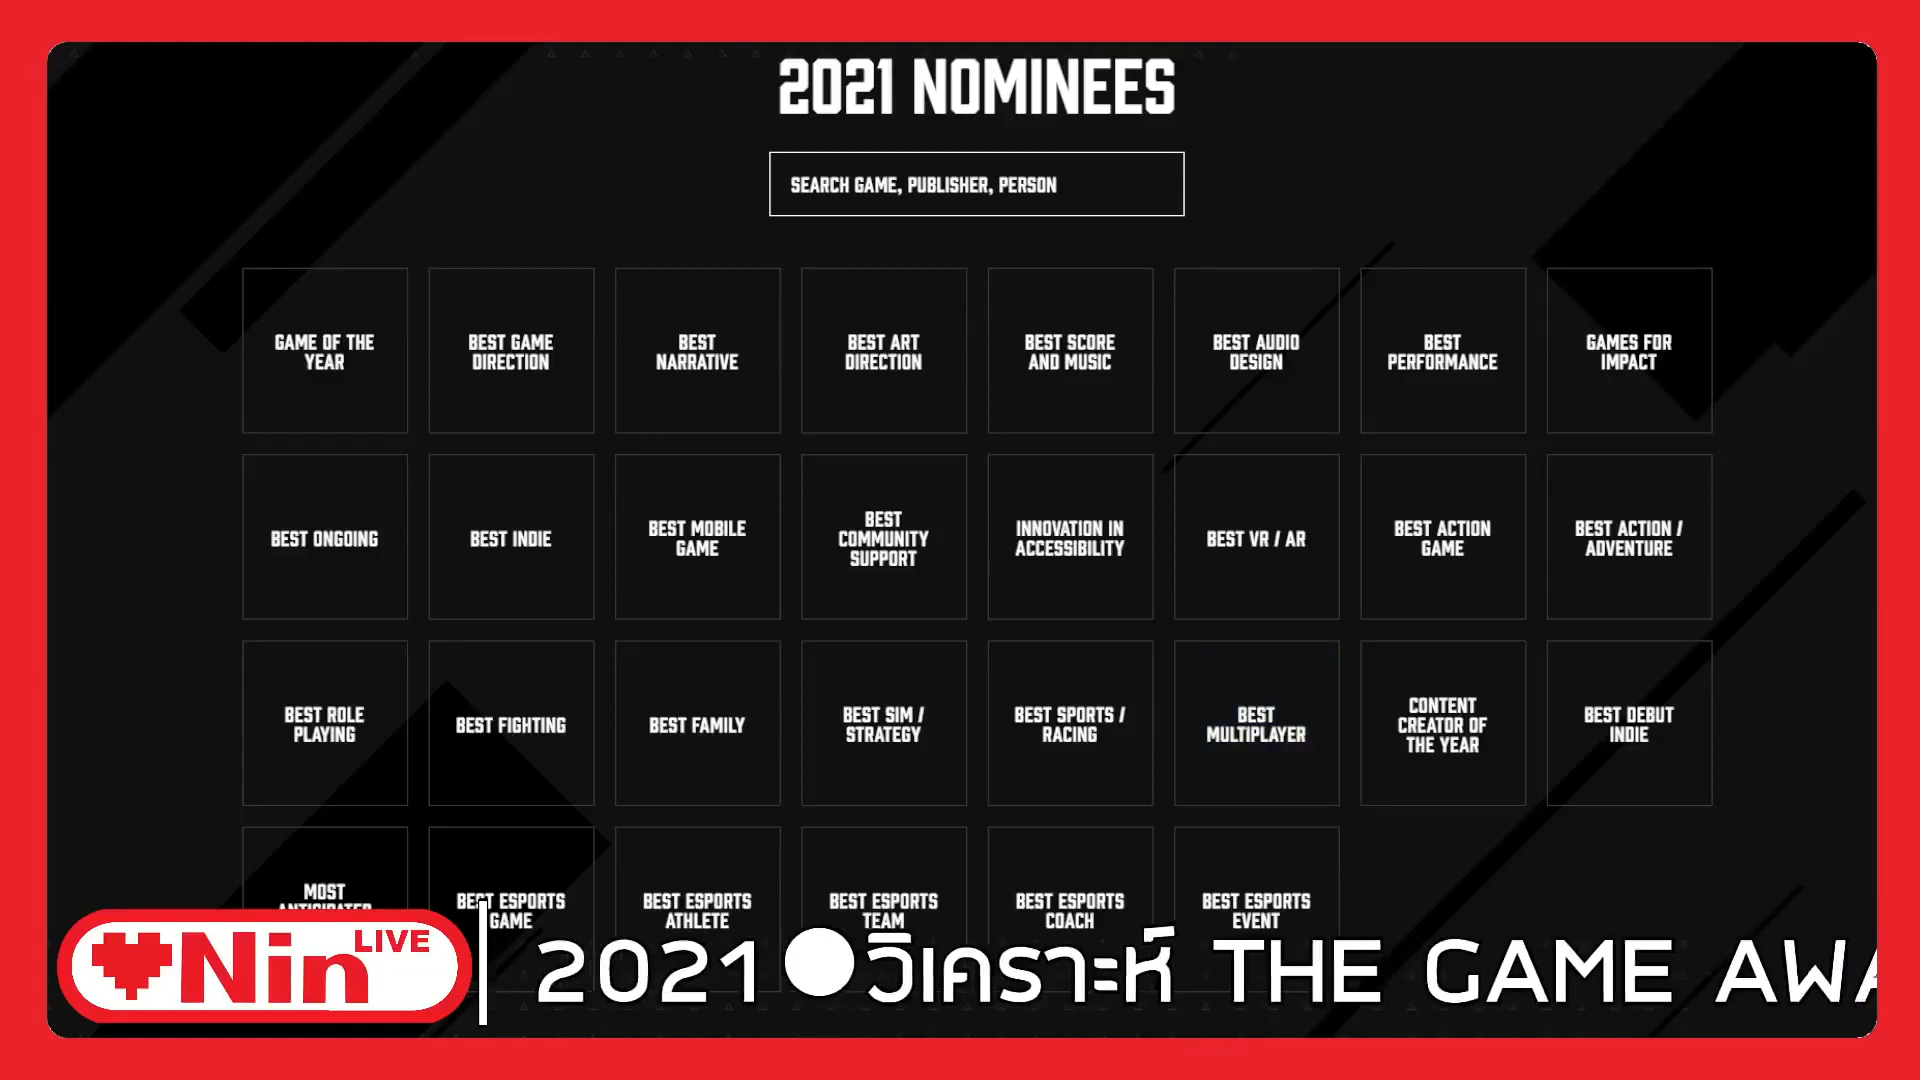 2021 NOMINEES
SEARCH GAME, PUBLISHER, PERSON
GAME OF THE
YEAR
BEST GAME
DIRECTION
BEST
NARRATIVE
BEST ART
DIRECTION
BEST SCORE
AND MUSIC
BEST AUDIO
DESIGN
BEST
PERFORMANCE
GAMES FOR
IMPACT
BEST ONGOING
BEST INDIE
BEST MOBILE
GAME
BEST
COMMUNITY
SUPPORT
INNOVATION IN
ACCESSIBILITY
BEST VR / AR
BEST ACTION
GAME
BEST ACTION /
ADVENTURE
BEST ROLE
PLAYING
BEST FIGHTING
BEST FAMILY
BEST SIM /
STRATEGY
BEST SPORTS /
RACING
BEST
MULTIPLAYER
CONTENT
CREATOR OF
THE YEAR
BEST DEBUT
INDIE
MOST
BEST ESPORTS
GAME
BEST ESPORTS
ATHLETE
BEST ESPORTS
TEAM
BEST ESPORTS
COACH
BEST ESPORTS
EVENT
Nin LIVE
2021●วิเคราะห์ THE GAME AWA